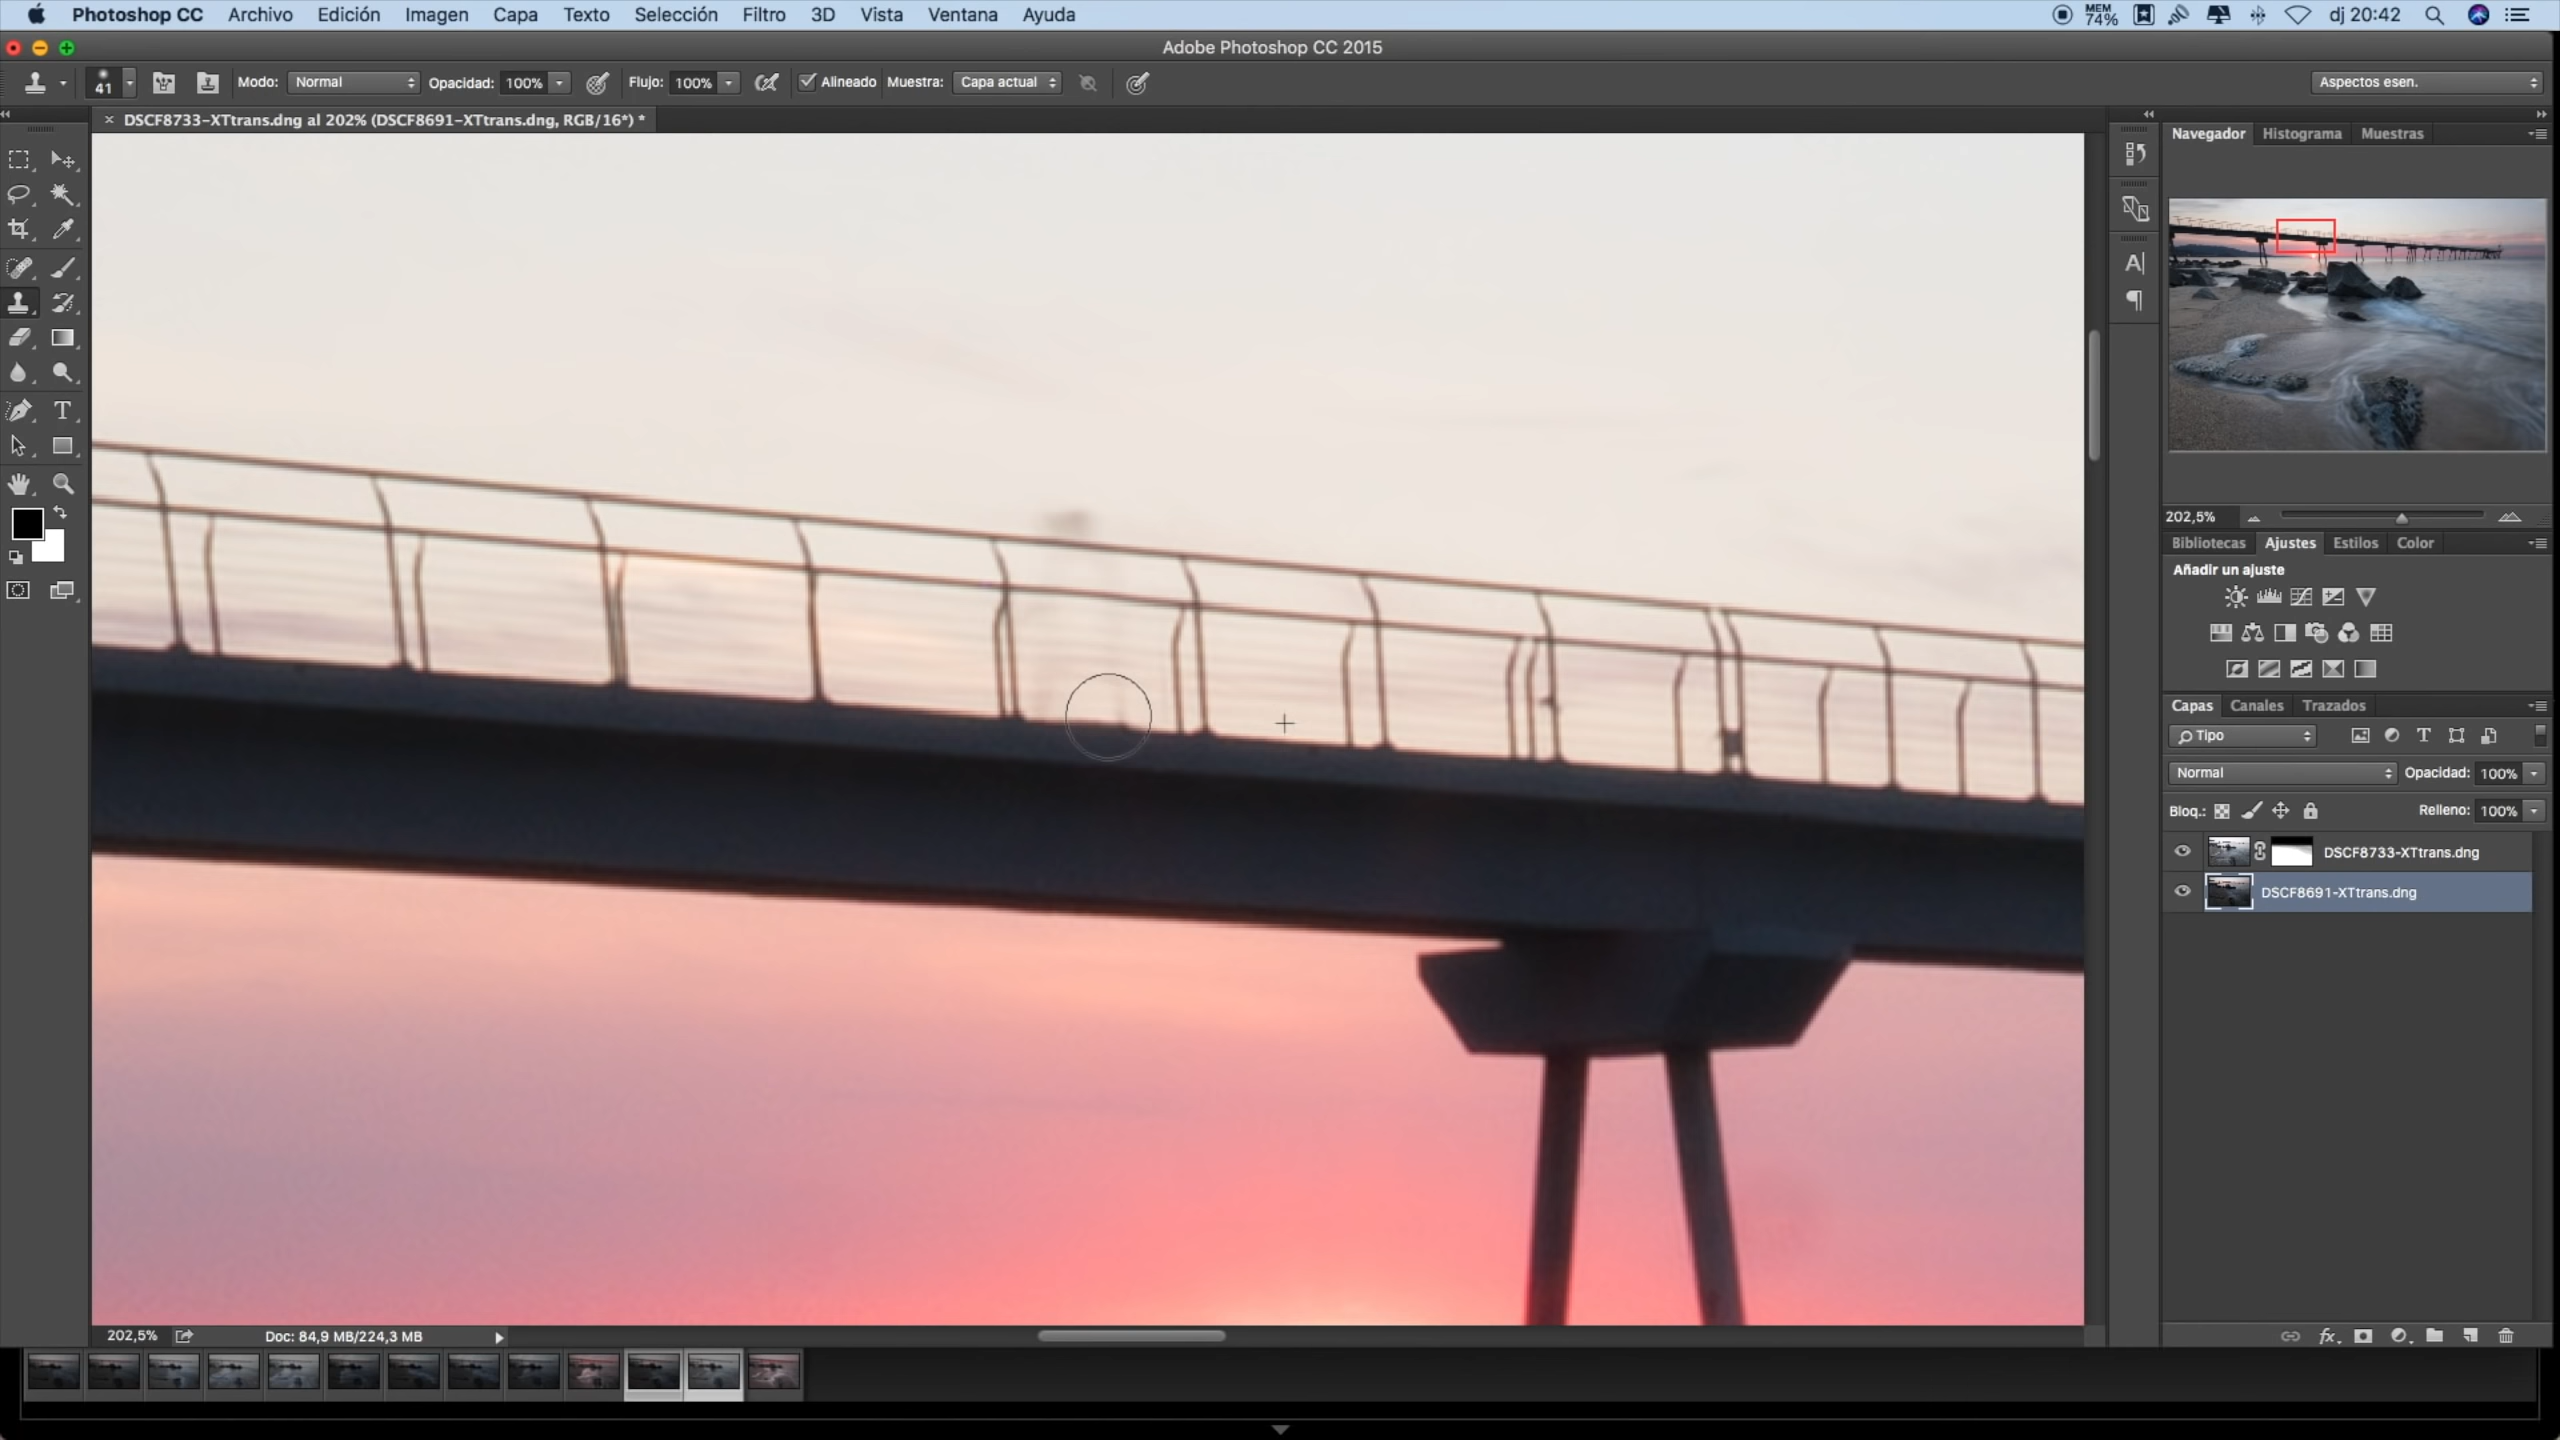 Photoshop CC Archivo Edición Imagen Capa Texto Selección Filtro 3D Vista Ventana Ayuda MEM 74% dj 20:42
Adobe Photoshop CC 2015
41 Modo: Normal Opacidad: 100% Flujo: 100% Alineado Muestra: Capa actual Aspectos esen.
× DSCF8733-XTtrans.dng al 202% (DSCF8691-XTtrans.dng, RGB/16*) *
Navegador Histograma Muestras
202,5%
Bibliotecas Ajustes Estilos Color
Añadir un ajuste
Capas Canales Trazados
Tipo
Normal Opacidad: 100%
Bloq.: Relleno: 100%
DSCF8733-XTtrans.dng
DSCF8691-XTtrans.dng
202,5% Doc: 84,9 MB/224,3 MB